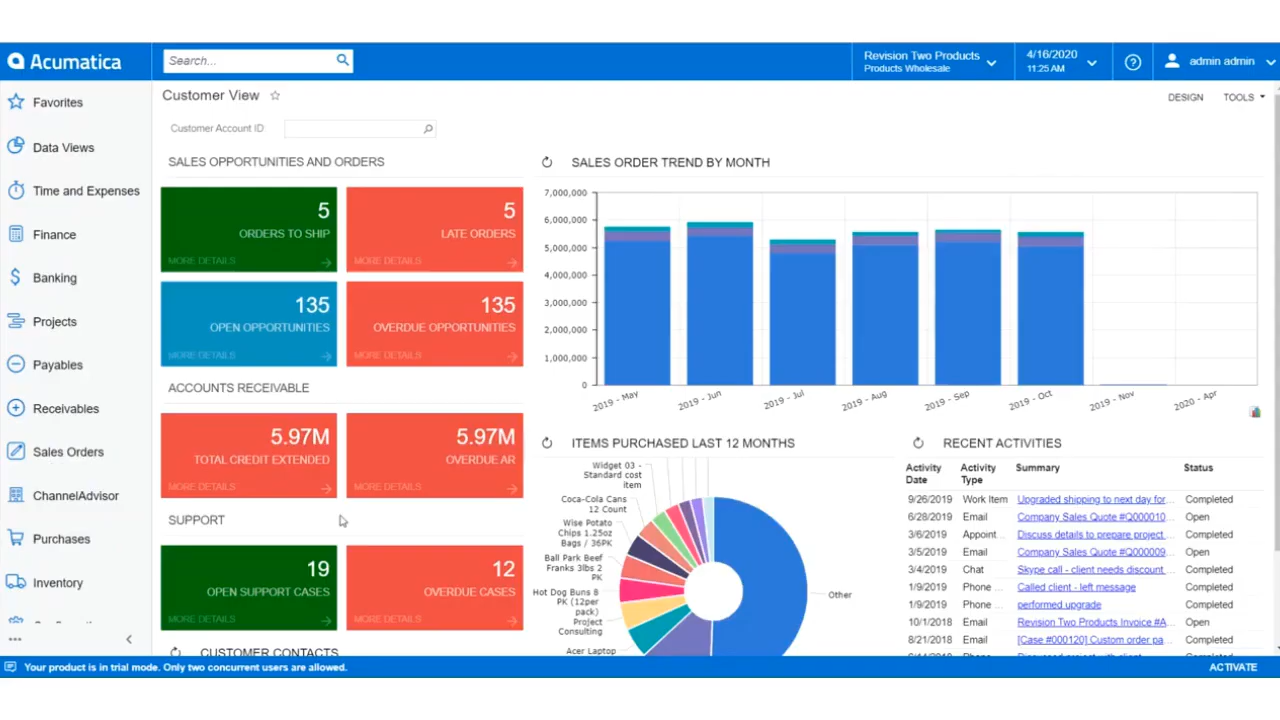 Acumatica
Search...
Revision Two Products
Products Wholesale
4/16/2020
11:25 AM
admin admin
Favorites
Data Views
Time and Expenses
Finance
Banking
Projects
Payables
Receivables
Sales Orders
ChannelAdvisor
Purchases
Inventory
Customer View
DESIGN
TOOLS
Customer Account ID
SALES OPPORTUNITIES AND ORDERS
5
ORDERS TO SHIP
MORE DETAILS
5
LATE ORDERS
MORE DETAILS
135
OPEN OPPORTUNITIES
MORE DETAILS
135
OVERDUE OPPORTUNITIES
MORE DETAILS
ACCOUNTS RECEIVABLE
5.97M
TOTAL CREDIT EXTENDED
MORE DETAILS
5.97M
OVERDUE AR
MORE DETAILS
SUPPORT
19
OPEN SUPPORT CASES
MORE DETAILS
12
OVERDUE CASES
MORE DETAILS
CUSTOMER CONTACTS
SALES ORDER TREND BY MONTH
7,000,000
6,000,000
5,000,000
4,000,000
3,000,000
2,000,000
1,000,000
0
2019 - May
2019 - Jun
2019 - Jul
2019 - Aug
2019 - Sep
2019 - Oct
2019 - Nov
2020 - Apr
ITEMS PURCHASED LAST 12 MONTHS
Widget 03 -
Standard cost
item
Coca-Cola Cans
12 Count
Wise Potato
Chips 1.25oz
Bags / 36PK
Ball Park Beef
Franks 3lbs 2
PK
Hot Dog Buns 8
PK (12per
pack)
Project
Consulting
Acer Laptop
Other
RECENT ACTIVITIES
Activity Date Activity Type Summary Status
9/26/2019 Work Item Upgraded shipping to next day for... Completed
6/28/2019 Email Company Sales Quote #Q000010... Open
3/6/2019 Appoint... Discuss details to prepare project... Completed
3/5/2019 Email Company Sales Quote #Q000009... Open
3/4/2019 Chat Skype call - client needs discount... Completed
1/9/2019 Phone ... Called client - left message Completed
1/9/2019 Phone ... performed upgrade Completed
10/1/2018 Email Revision Two Products Invoice #A... Open
8/21/2018 Email [Case #000120] Custom order pa... Completed
Your product is in trial mode. Only two concurrent users are allowed.
ACTIVATE